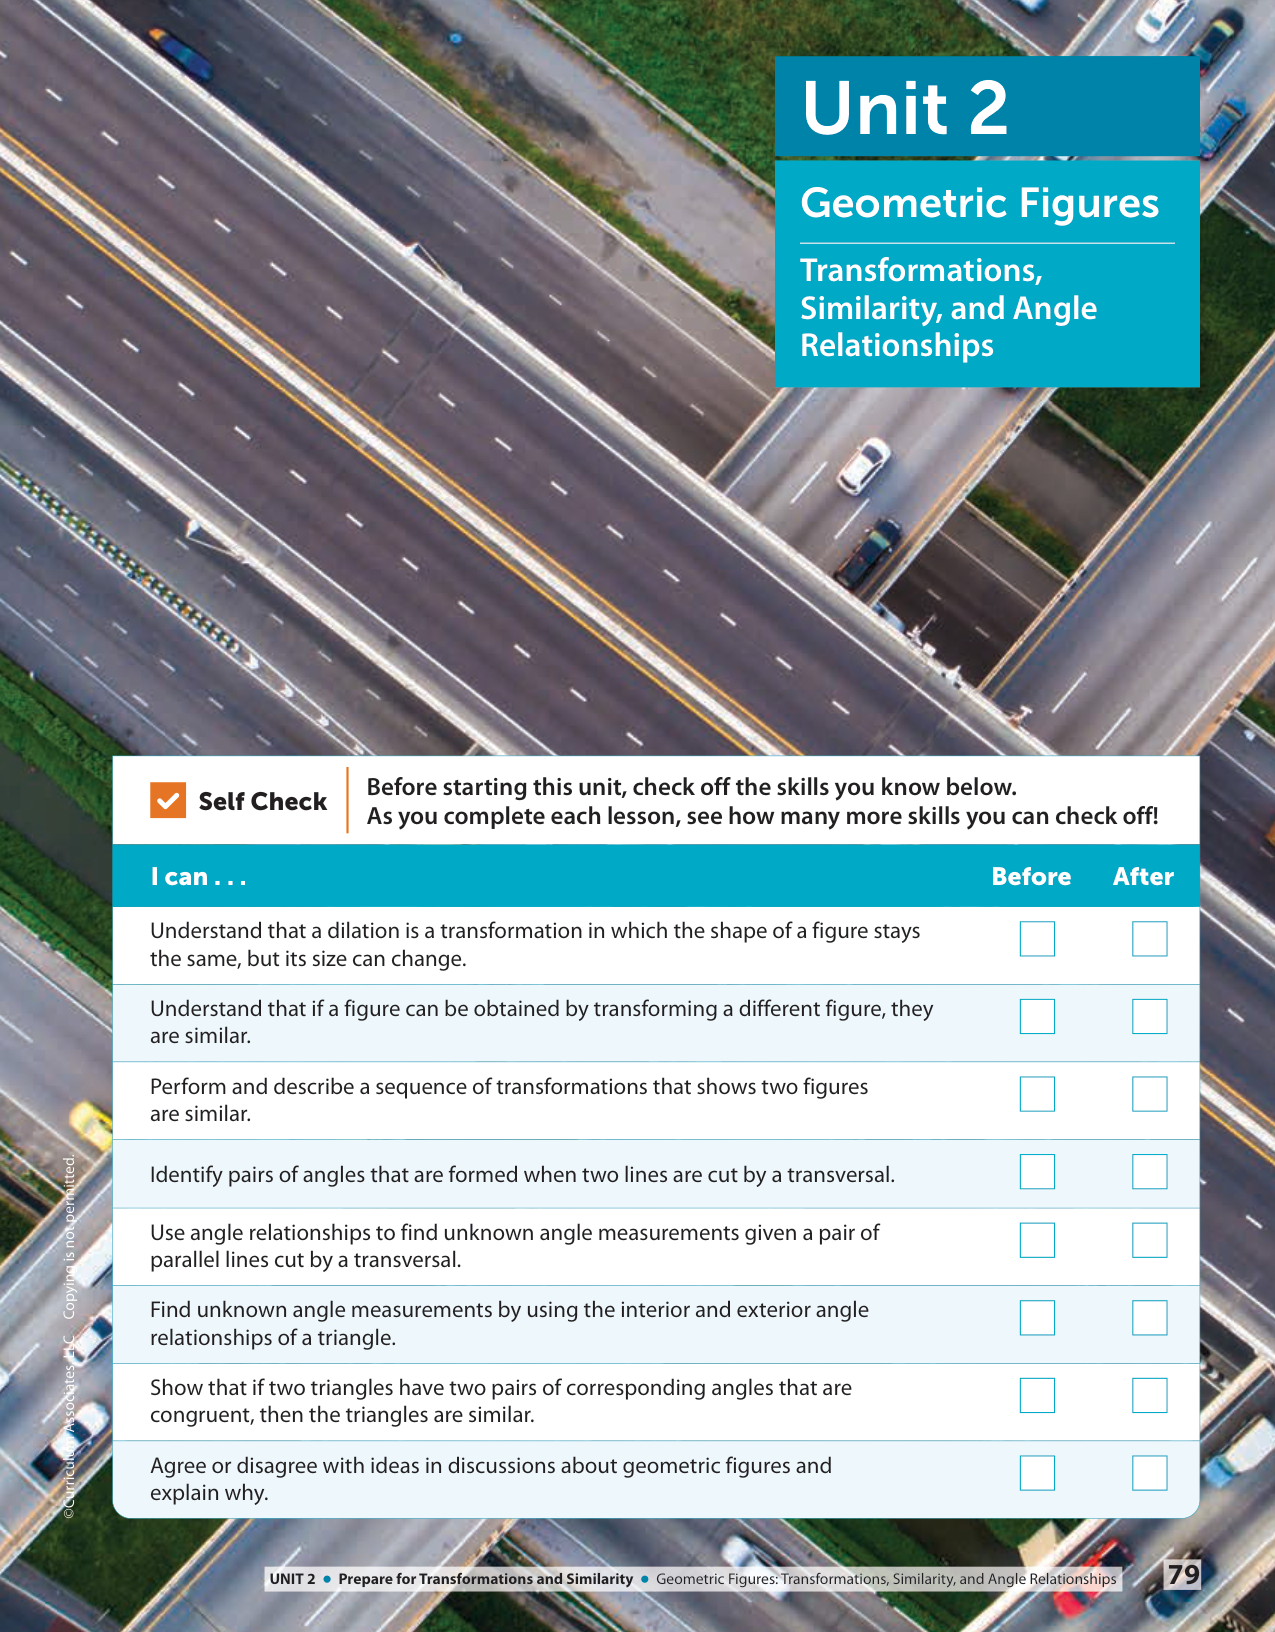 Unit 2
Geometric Figures
Transformations,
Similarity, and Angle
Relationships
Self Check
Before starting this unit, check off the skills you know below.
As you complete each lesson, see how many more skills you can check off!
I can . . .
Before
After
Understand that a dilation is a transformation in which the shape of a figure stays
the same, but its size can change.
Understand that if a figure can be obtained by transforming a different figure, they
are similar.
Perform and describe a sequence of transformations that shows two figures
are similar.
Identify pairs of angles that are formed when two lines are cut by a transversal.
Use angle relationships to find unknown angle measurements given a pair of
parallel lines cut by a transversal.
Find unknown angle measurements by using the interior and exterior angle
relationships of a triangle.
Show that if two triangles have two pairs of corresponding angles that are
congruent, then the triangles are similar.
Agree or disagree with ideas in discussions about geometric figures and
explain why.
©Curriculum Associates, LLC Copying is not permitted.
UNIT 2 • Prepare for Transformations and Similarity • Geometric Figures: Transformations, Similarity, and Angle Relationships
79